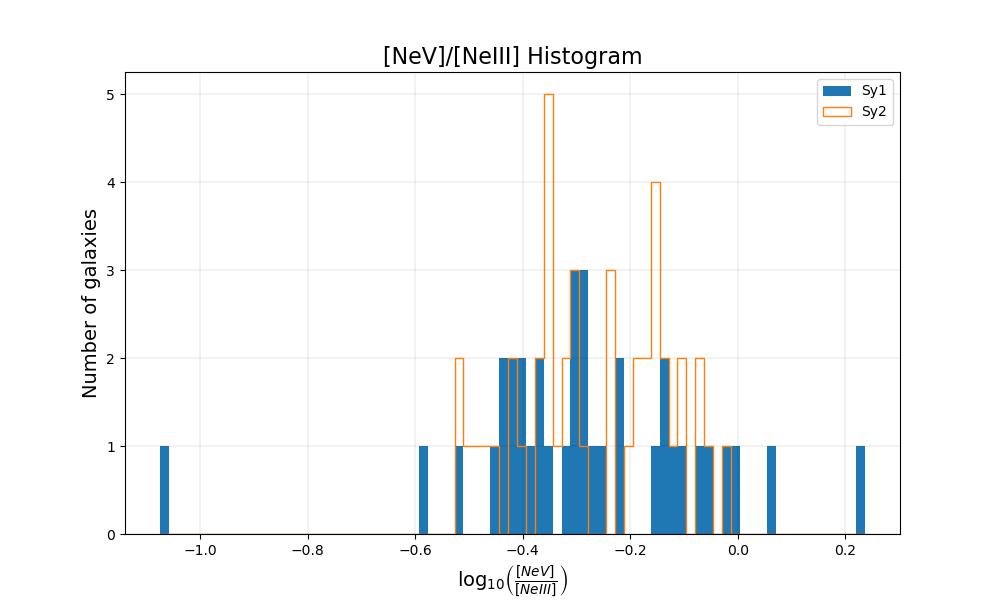 [NeV]/[NeIII] Histogram
Sy1
Sy2
5
4
3
2
1
0
Number of galaxies
−1.0 −0.8 −0.6 −0.4 −0.2 0.0 0.2
log10([NeV]/[NeIII])